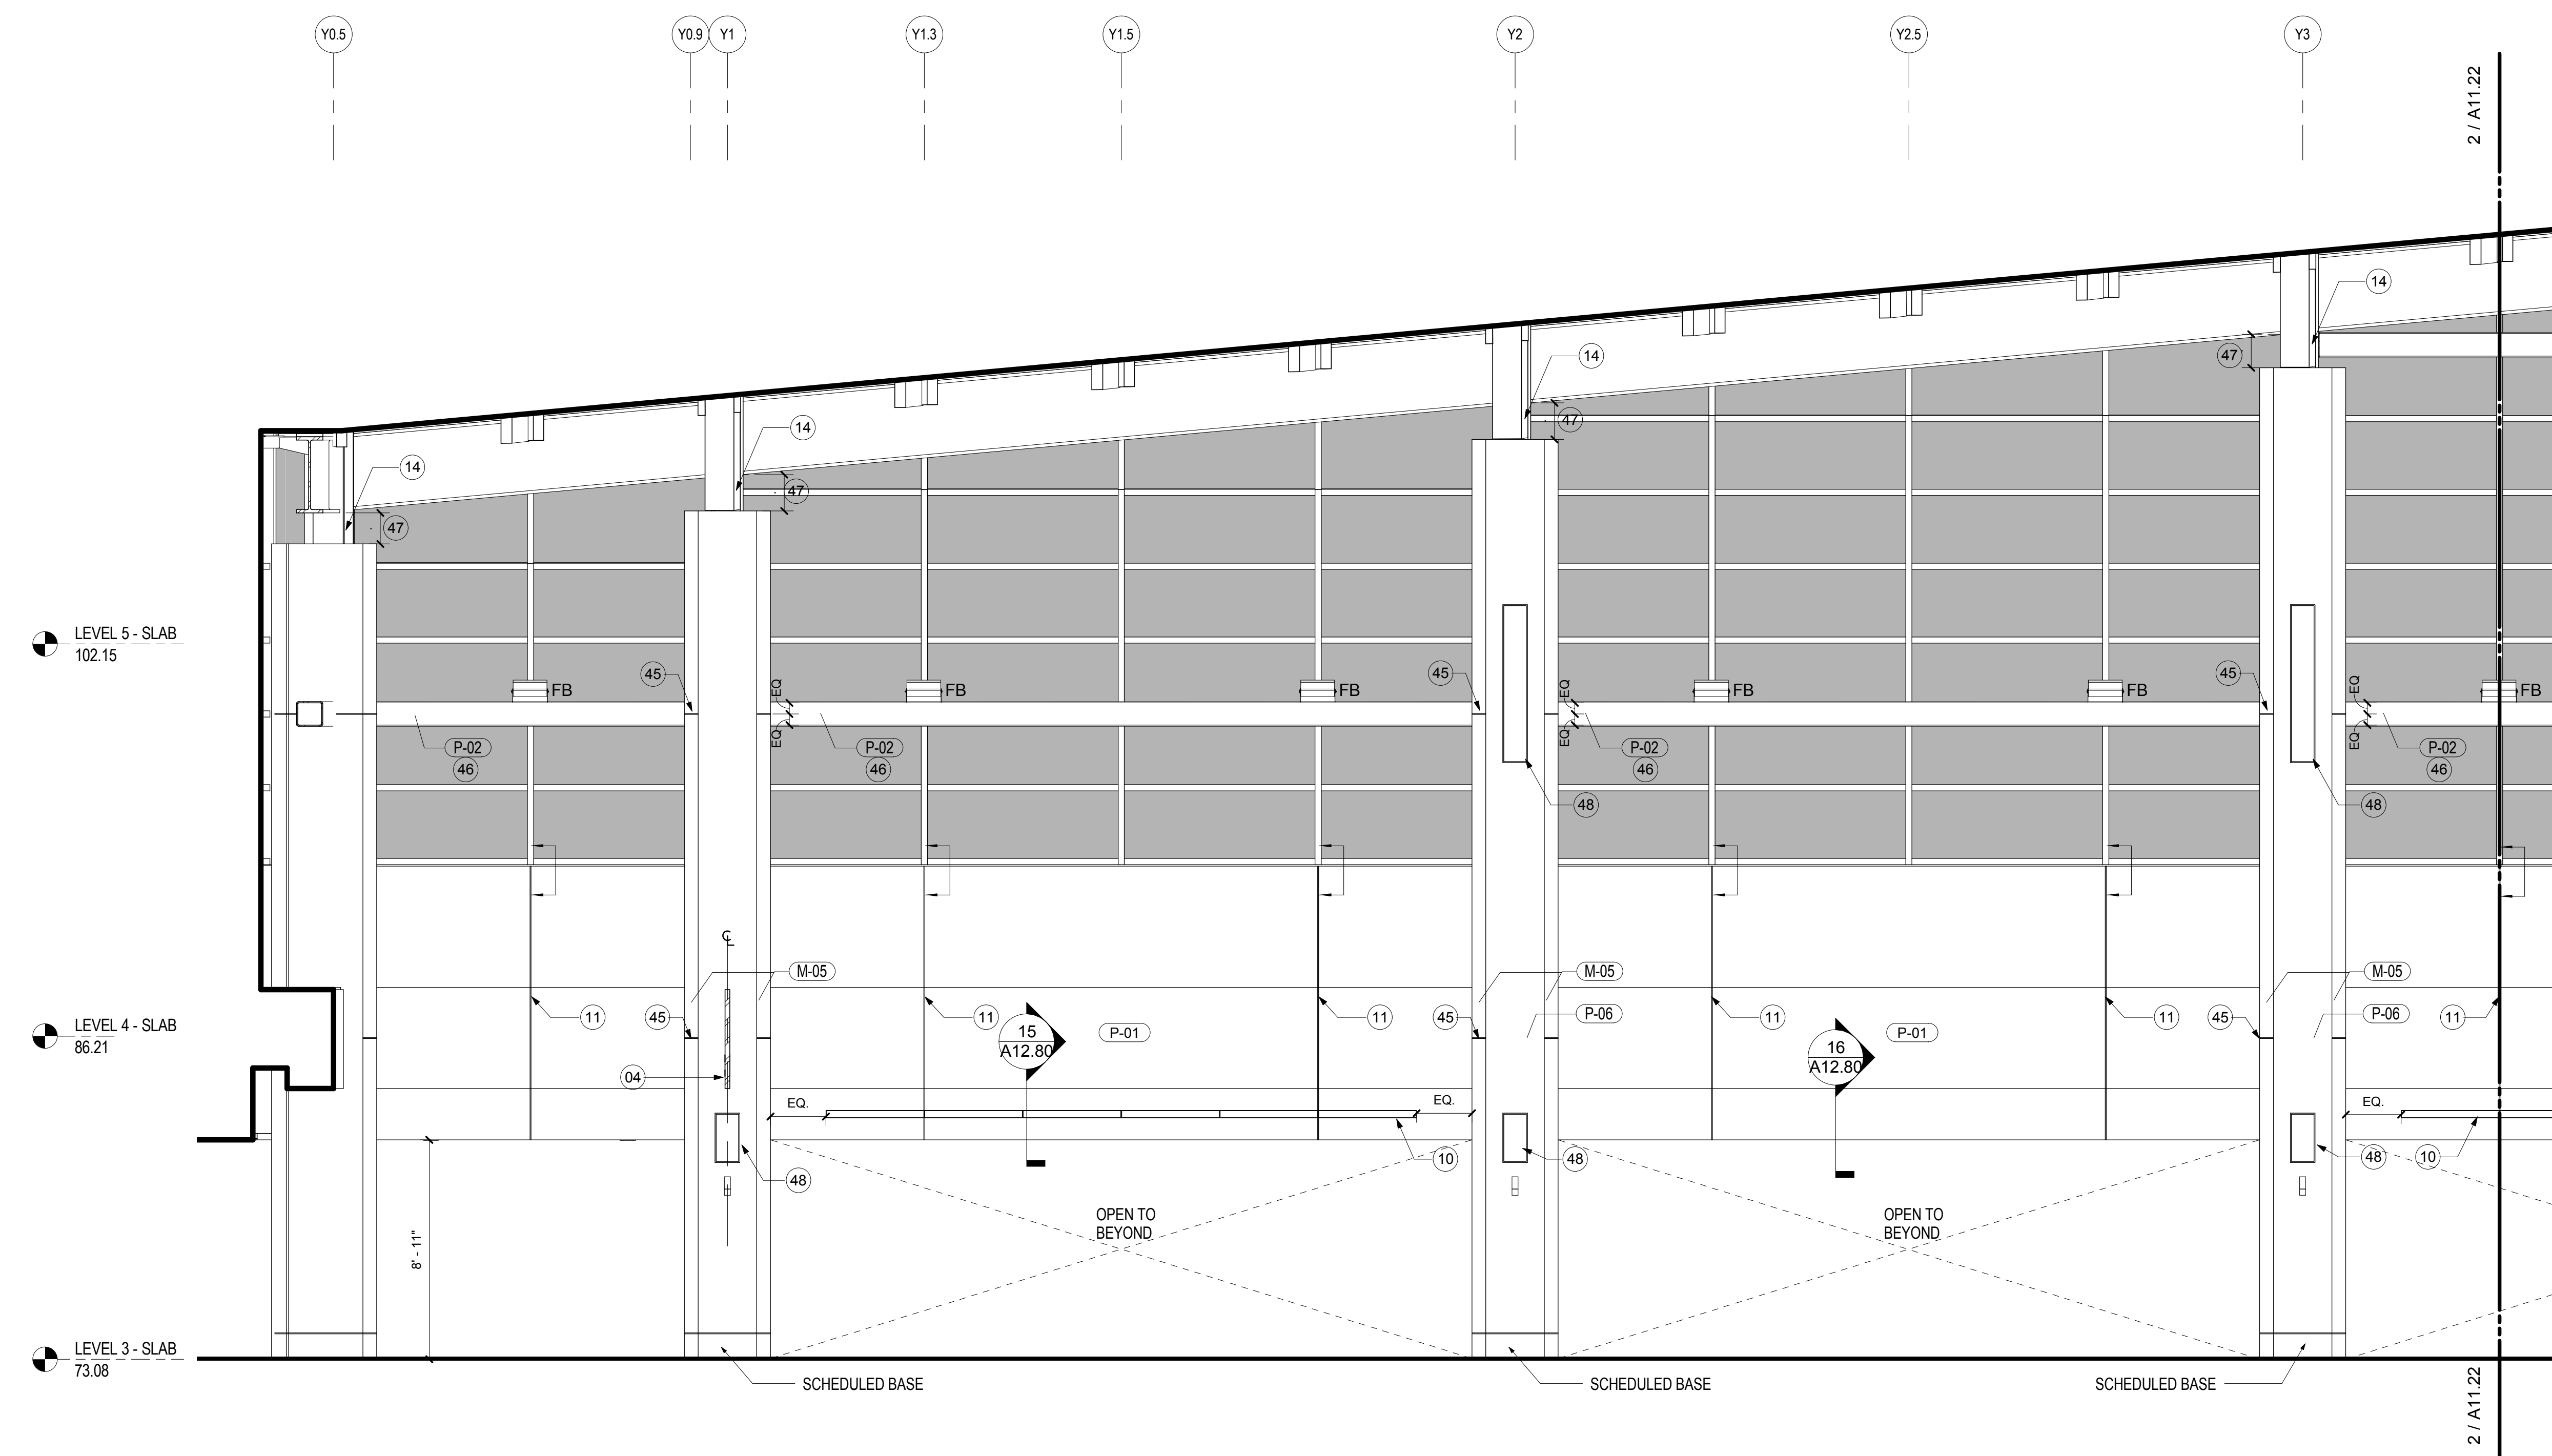 Y0.5
Y0.9
Y1
Y1.3
Y1.5
Y2
Y2.5
Y3
2 / A11.22
14
14
47
14
47
14
47
47
LEVEL 5 - SLAB
102.15
45
FB
EQ
EQ
FB
FB
45
EQ
EQ
FB
FB
45
EQ
EQ
FB
P-02
46
P-02
46
P-02
46
P-02
46
48
48
CL
M-05
M-05
M-05
P-06
P-06
LEVEL 4 - SLAB
86.21
11
45
11
15
A12.80
P-01
11
45
11
16
A12.80
P-01
11
45
11
04
EQ.
EQ.
EQ.
10
48
48
48
10
8' - 11"
OPEN TO
BEYOND
OPEN TO
BEYOND
LEVEL 3 - SLAB
73.08
SCHEDULED BASE
SCHEDULED BASE
SCHEDULED BASE
2 / A11.22